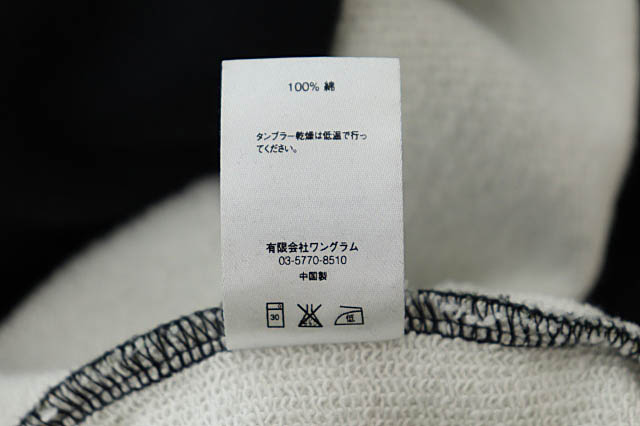 100% 綿
タンブラー乾燥は低温で行っ
てください。
有限会社ワングラム
03-5770-8510
中国製
30
低